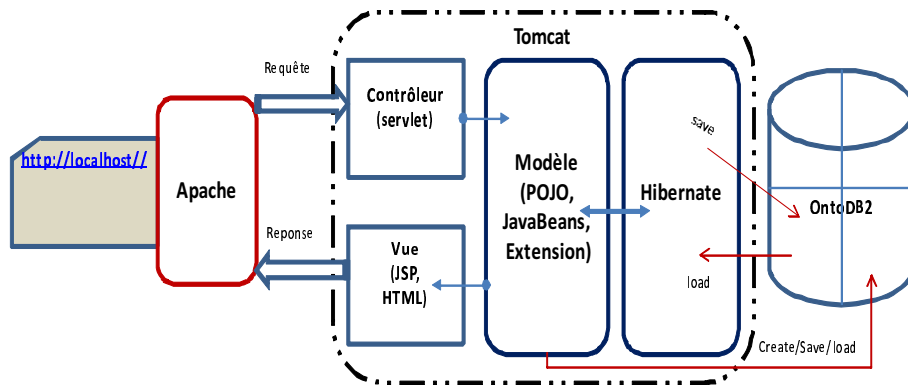 Tomcat
Requête
Contrôleur
(servlet)
save
http://localhost//
Apache
Modèle
(POJO,
JavaBeans,
Extension)
Hibernate
OntoDB2
Reponse
Vue
(JSP,
HTML)
load
Create/Save/load